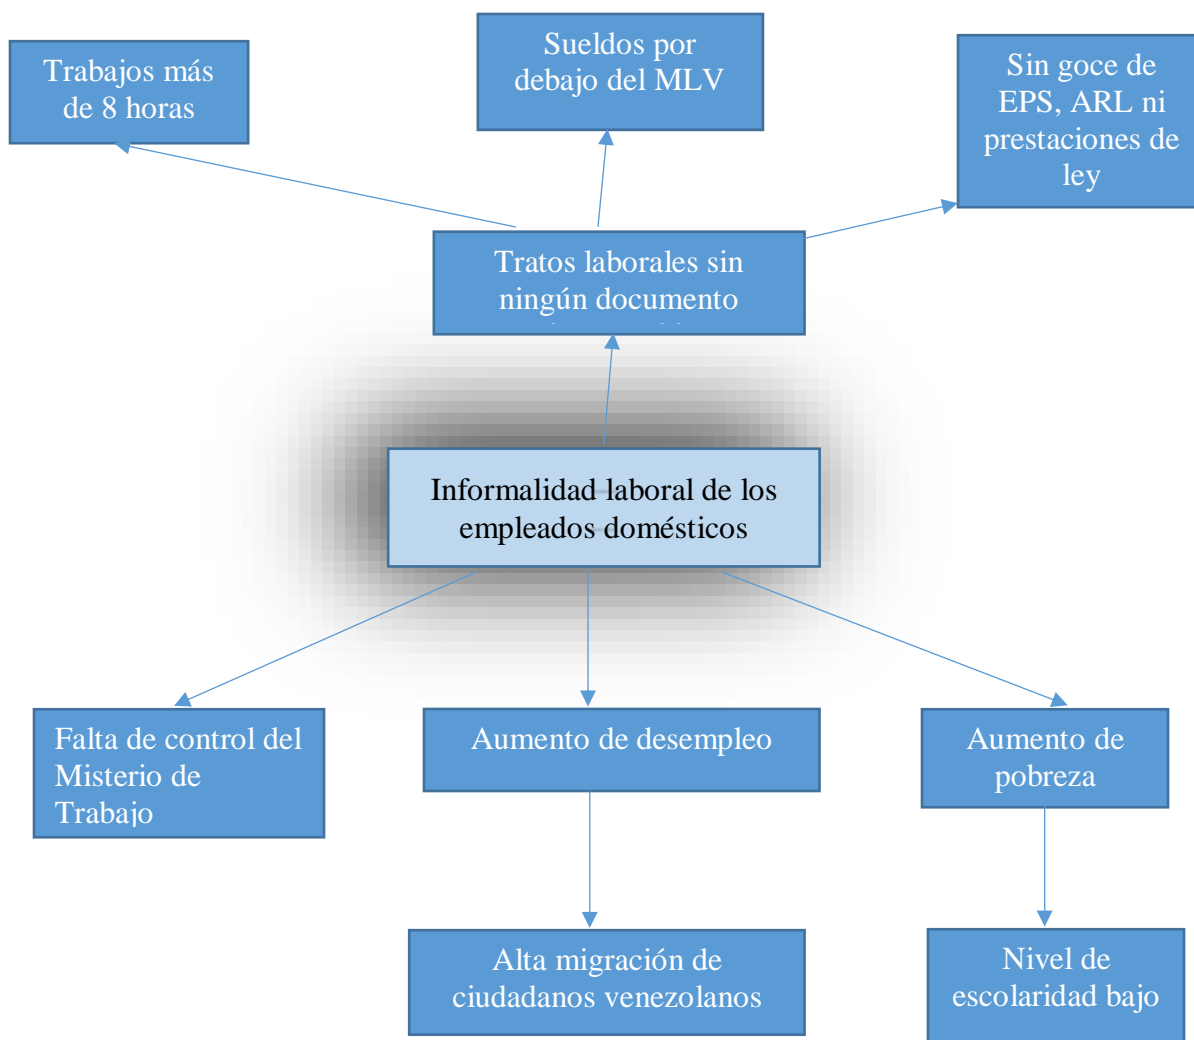 Sueldos por
debajo del MLV
Trabajos más
de 8 horas
Sin goce de
EPS, ARL ni
prestaciones de
ley
Tratos laborales sin
ningún documento
Informalidad laboral de los
empleados domésticos
Falta de control del
Misterio de
Trabajo
Aumento de desempleo
Aumento de
pobreza
Alta migración de
ciudadanos venezolanos
Nivel de
escolaridad bajo